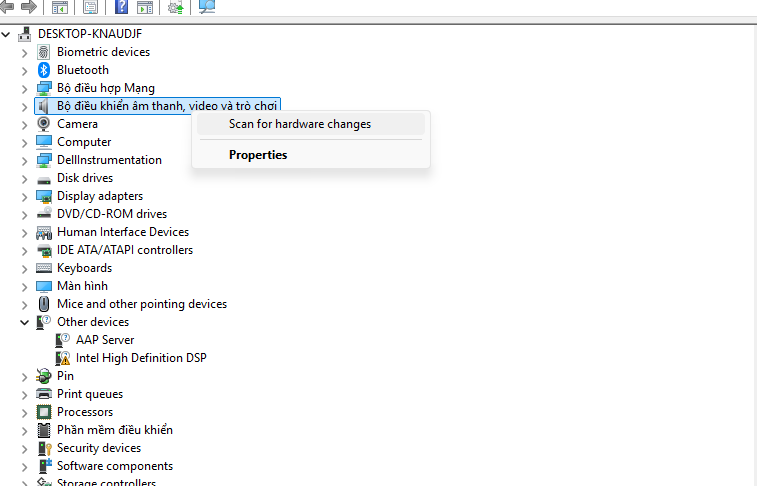 DESKTOP-KNAUDJF
Biometric devices
Bluetooth
Bộ điều hợp Mạng
Bộ điều khiển âm thanh, video và trò chơi
Scan for hardware changes
Properties
Camera
Computer
DellInstrumentation
Disk drives
Display adapters
DVD/CD-ROM drives
Human Interface Devices
IDE ATA/ATAPI controllers
Keyboards
Màn hình
Mice and other pointing devices
Other devices
AAP Server
Intel High Definition DSP
Pin
Print queues
Processors
Phần mềm điều khiển
Security devices
Software components
Storage controllers